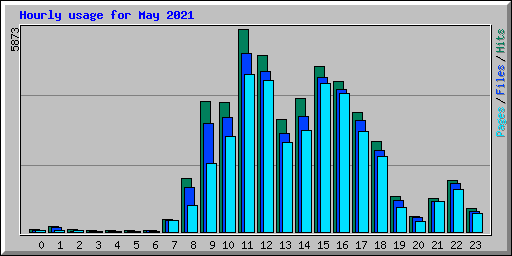 Hourly usage for May 2021
5873
Pages/Files/Hits
0 1 2 3 4 5 6 7 8 9 10 11 12 13 14 15 16 17 18 19 20 21 22 23